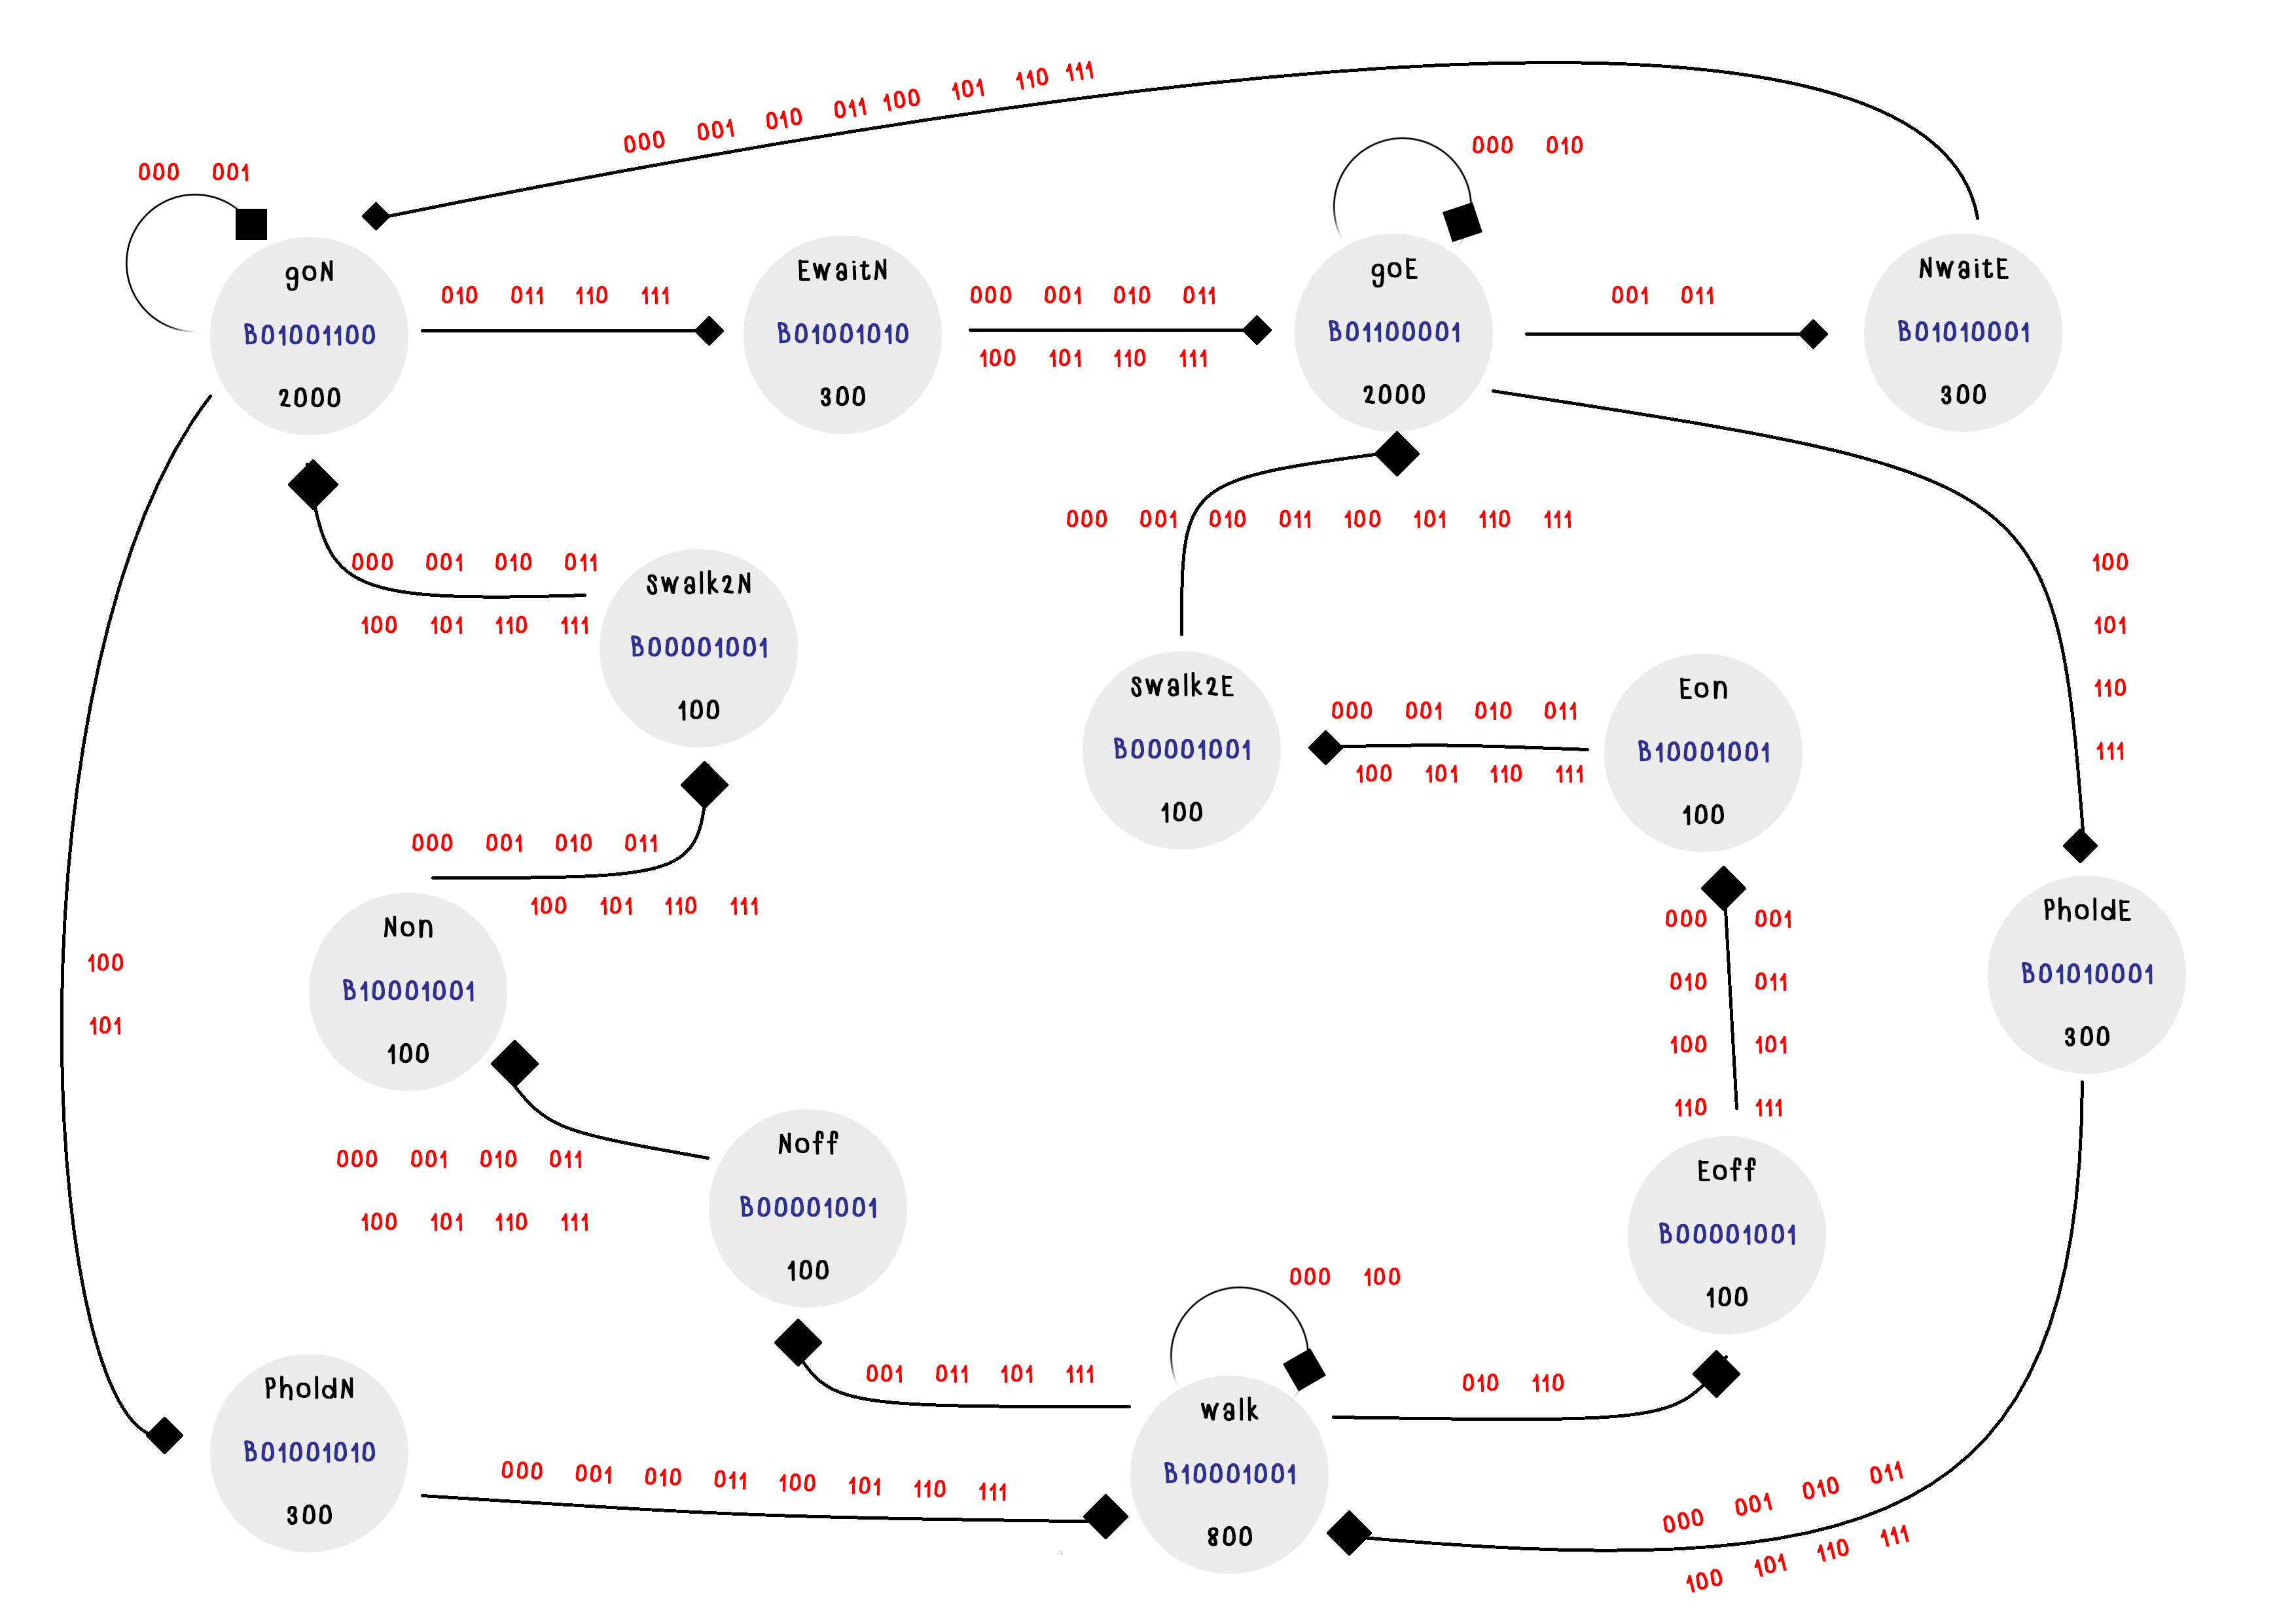 000 001 010 011 100 101 110 111
000 001
000 010
goN
B01001100
2000
010 011 110 111
EwaitN
B01001010
300
000 001 010 011
100 101 110 111
goE
B01100001
2000
001 011
NwaitE
B01010001
300
000 001 010 011 100 101 110 111
000 001 010 011
100 101 110 111
Swalk2N
B00001001
100
100
101
110
111
Swalk2E
B00001001
100
000 001 010 011
100 101 110 111
Eon
B10001001
100
000 001 010 011
100 101 110 111
Non
B10001001
100
100
101
000 001
010 011
100 101
110 111
PholdE
B01010001
300
000 001 010 011
100 101 110 111
Noff
B00001001
100
Eoff
B00001001
100
000 100
001 011 101 111
010 110
PholdN
B01001010
300
000 001 010 011 100 101 110 111
walk
B10001001
800
000 001 010 011
100 101 110 111